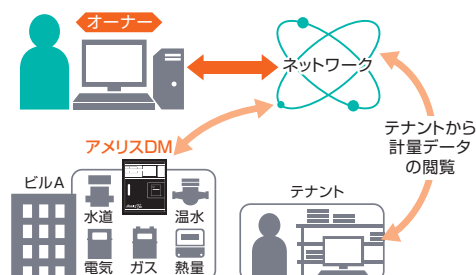 オーナー
ネットワーク
アメリスDM
テナントから
計量データ
の閲覧
ビルA
水道
温水
電気
ガス
熱量
テナント